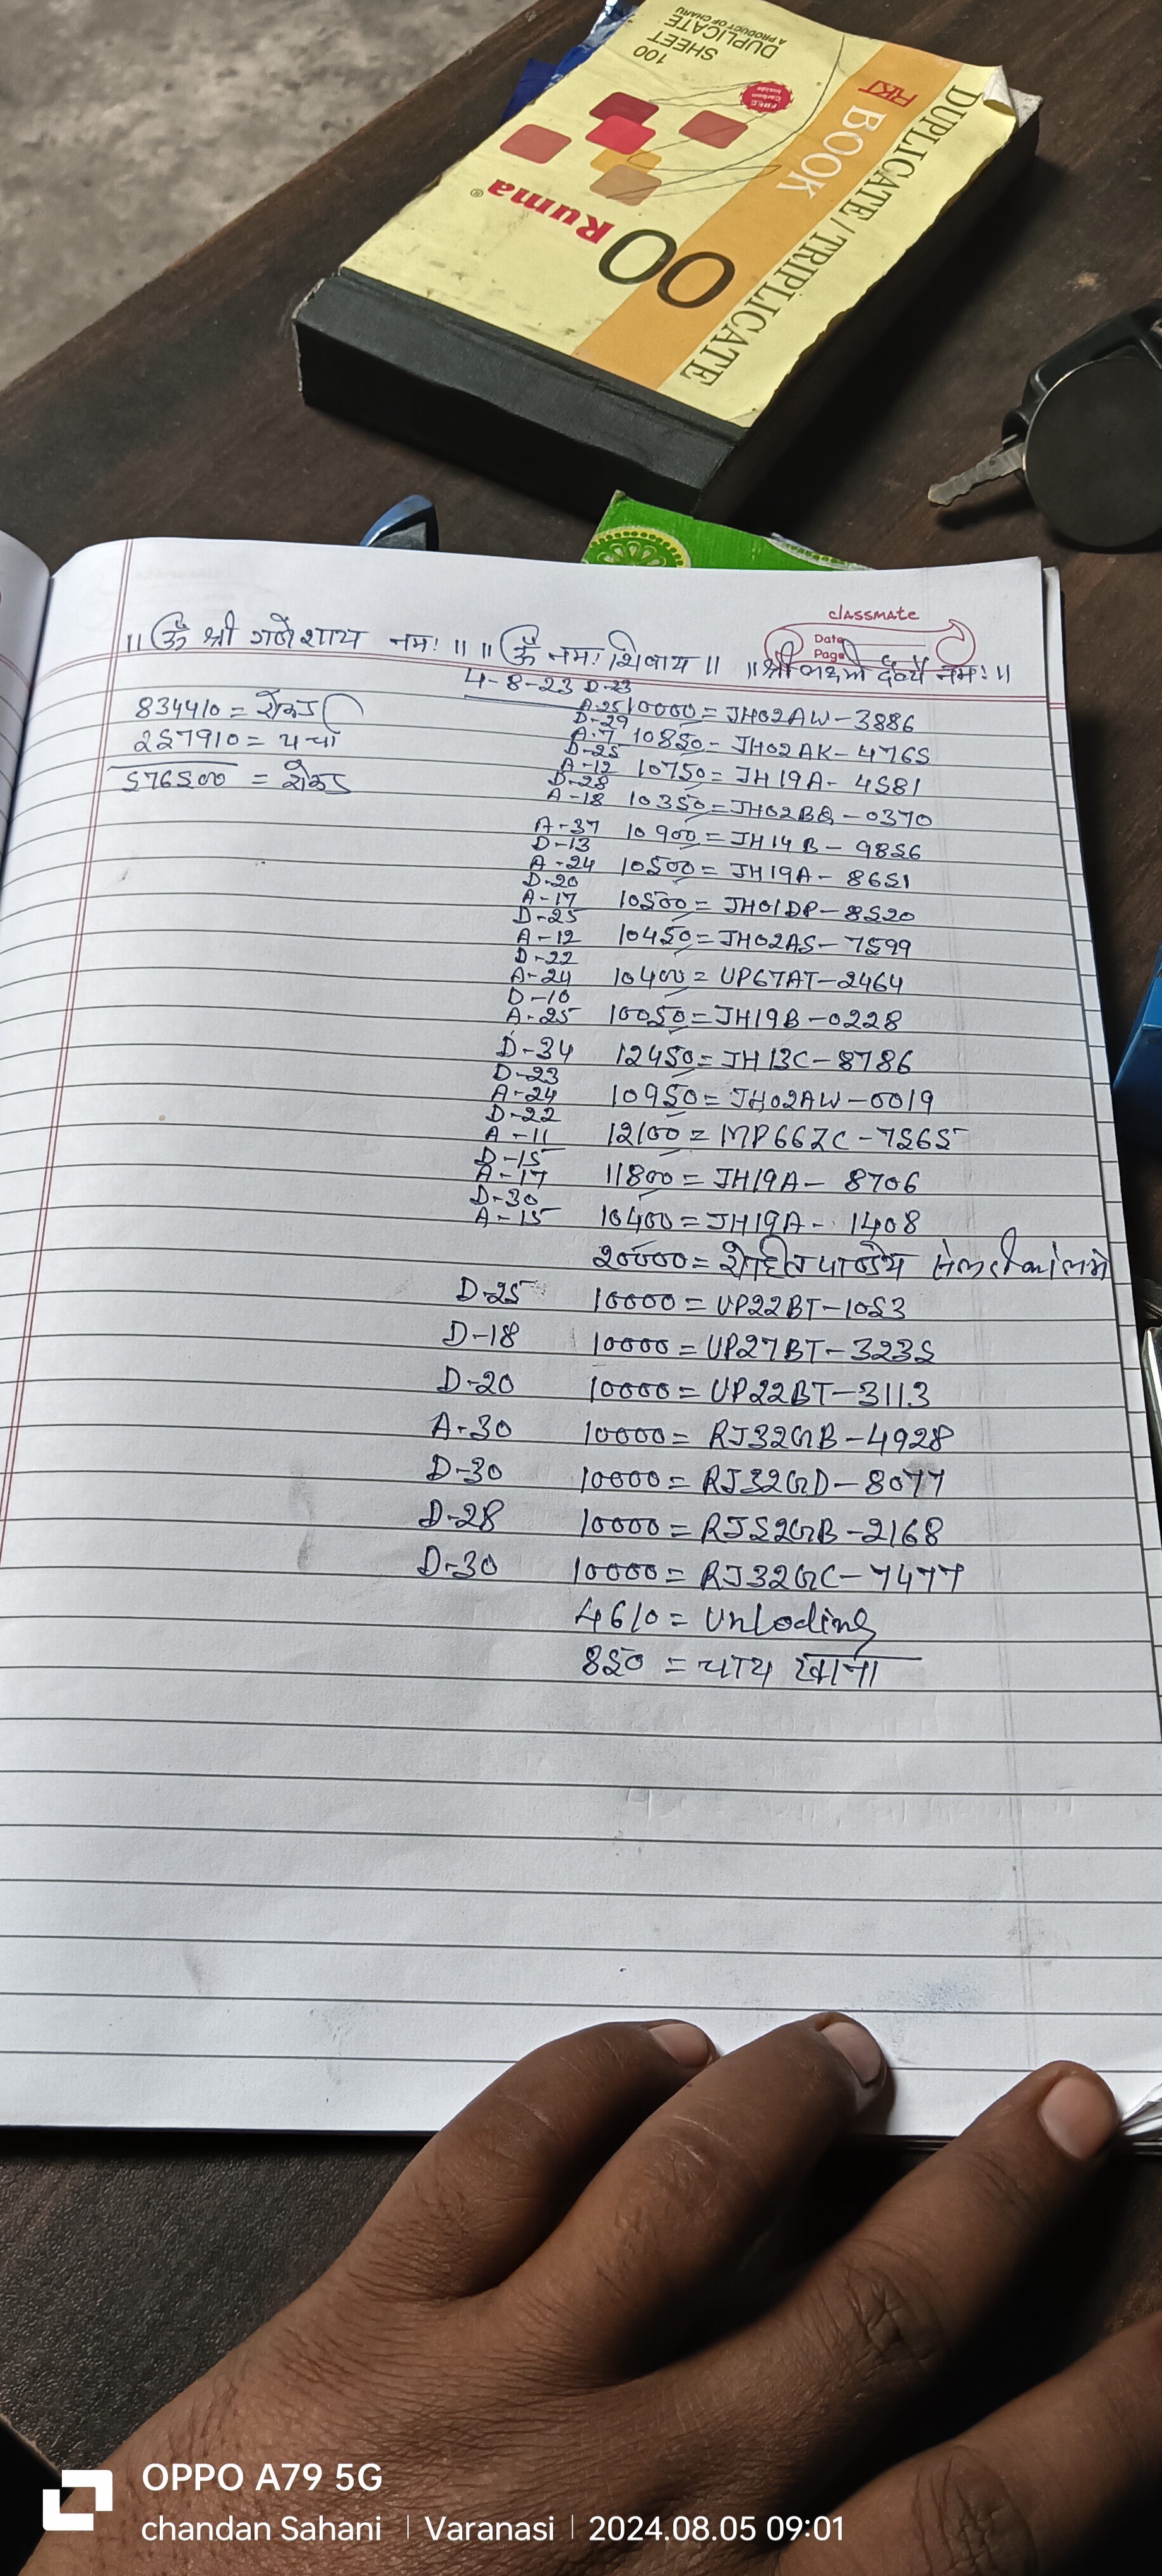 100
SHEET
DUPLICATE
A PRODUCT OF CHARU
FREE
Carbon
Inside
Ruma®
RKT BOOK
DUPLICATE / TRIPLICATE
classmate
Date
Page
॥ ॐ श्री गणेशाय नमः ॥ ॥ ॐ नमः शिवाय ॥ ॥ श्री लक्ष्मी देव्यै नमः ॥
4-8-23
834410 = रोकड़
257910 = खर्चा
576500 = रोकड़
D-23
A-25 10000 = JH02AW-3886
D-29
A-7 10850 = JH02AK-4765
D-25
A-12 10750 = JH19A-4581
D-28
A-18 10350 = JH02BQ-0370
A-37 10900 = JH14B-9856
D-13
A-24 10500 = JH19A-8651
D-20
A-17 10500 = JH01DP-8520
D-25
A-12 10450 = JH02AS-7599
D-22
A-24 10400 = UP67AT-2464
D-10
A-25 10050 = JH19B-0228
D-34 12450 = JH13C-8786
D-23
A-24 10950 = JH02AW-0019
D-22
A-11 12100 = MP66ZC-7565
D-15
A-17 11800 = JH19A-8706
D-30
A-15 10400 = JH19A-1408
20000 = पाण्डेय
D-25 10000 = UP22BT-1053
D-18 10000 = UP27BT-3235
D-20 10000 = UP22BT-3113
A-30 10000 = RJ32GB-4928
D-30 10000 = RJ32GD-8077
D-28 10000 = RJ52GB-2168
D-30 10000 = RJ32GC-7477
4610 = Unloding
850 = चाय खाना
OPPO A79 5G
chandan Sahani | Varanasi | 2024.08.05 09:01